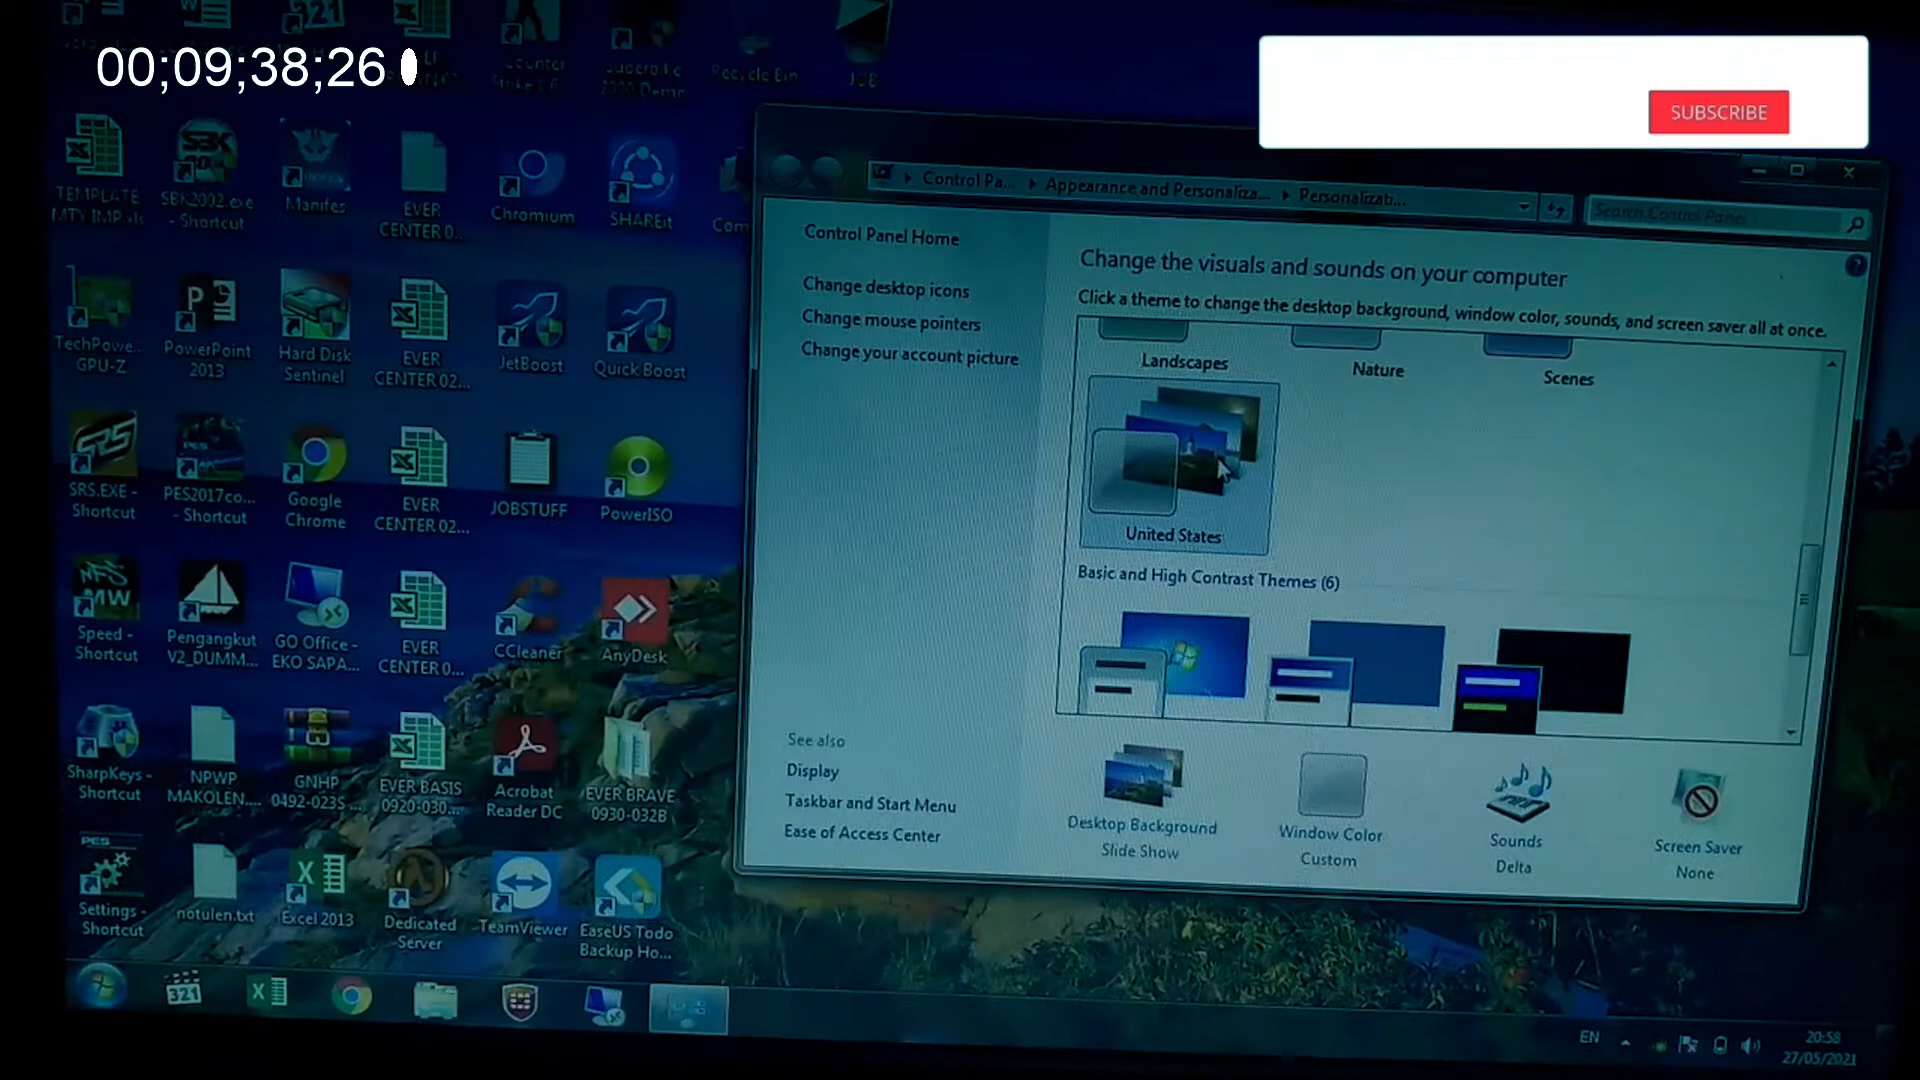 00;09;38;26
SUBSCRIBE
TEMPLATE
MTY IMP.xls
SBK2002.exe
- Shortcut
Manifes
EVER
CENTER 0...
Chromium
SHAREit
Recycle Bin
Com
TechPowe...
GPU-Z
PowerPoint
2013
Hard Disk
Sentinel
EVER
CENTER 02...
JetBoost
Quick Boost
SRS.EXE -
Shortcut
PES2017co...
- Shortcut
Google
Chrome
EVER
CENTER 02...
JOBSTUFF
PowerISO
Speed -
Shortcut
Pengangkut
V2_DUMM...
GO Office -
EKO SAPA...
EVER
CENTER 0...
CCleaner
AnyDesk
SharpKeys -
Shortcut
NPWP
MAKOLEN....
GNHP
0492-023S ...
EVER BASIS
0920-030...
Acrobat
Reader DC
EVER BRAVE
0930-032B
Settings -
Shortcut
notulen.txt
Excel 2013
Dedicated
Server
TeamViewer
EaseUS Todo
Backup Ho...
Control Pa... Appearance and Personaliza... Personalizati...
Search Control Panel
Control Panel Home
Change desktop icons
Change mouse pointers
Change your account picture
See also
Display
Taskbar and Start Menu
Ease of Access Center
Change the visuals and sounds on your computer
Click a theme to change the desktop background, window color, sounds, and screen saver all at once.
Landscapes
Nature
Scenes
United States
Basic and High Contrast Themes (6)
Desktop Background
Slide Show
Window Color
Custom
Sounds
Delta
Screen Saver
None
321
EN
20:58
27/05/2021